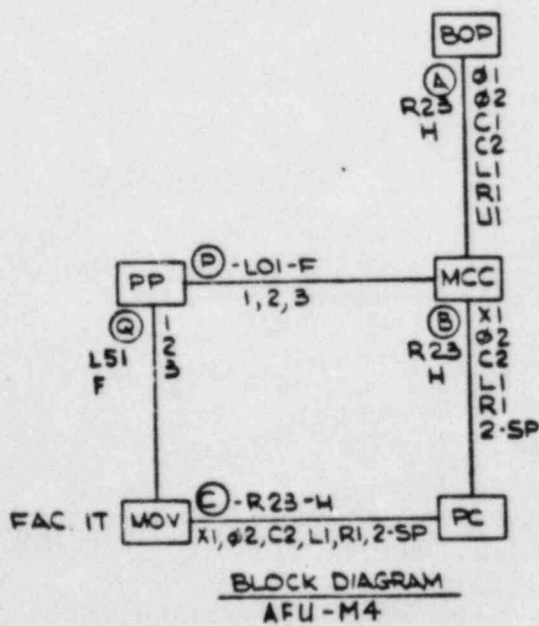 BOP
A
R23
H
Ø1
Ø2
C1
C2
L1
R1
U1
P -L01-F
PP
MCC
1, 2, 3
Q
L51
F
1
2
3
B
R23
H
X1
Ø2
C2
L1
R1
2-SP
C -R23-H
FAC. IT
MOV
PC
X1, Ø2, C2, L1, R1, 2-SP
BLOCK DIAGRAM
AFU-M4